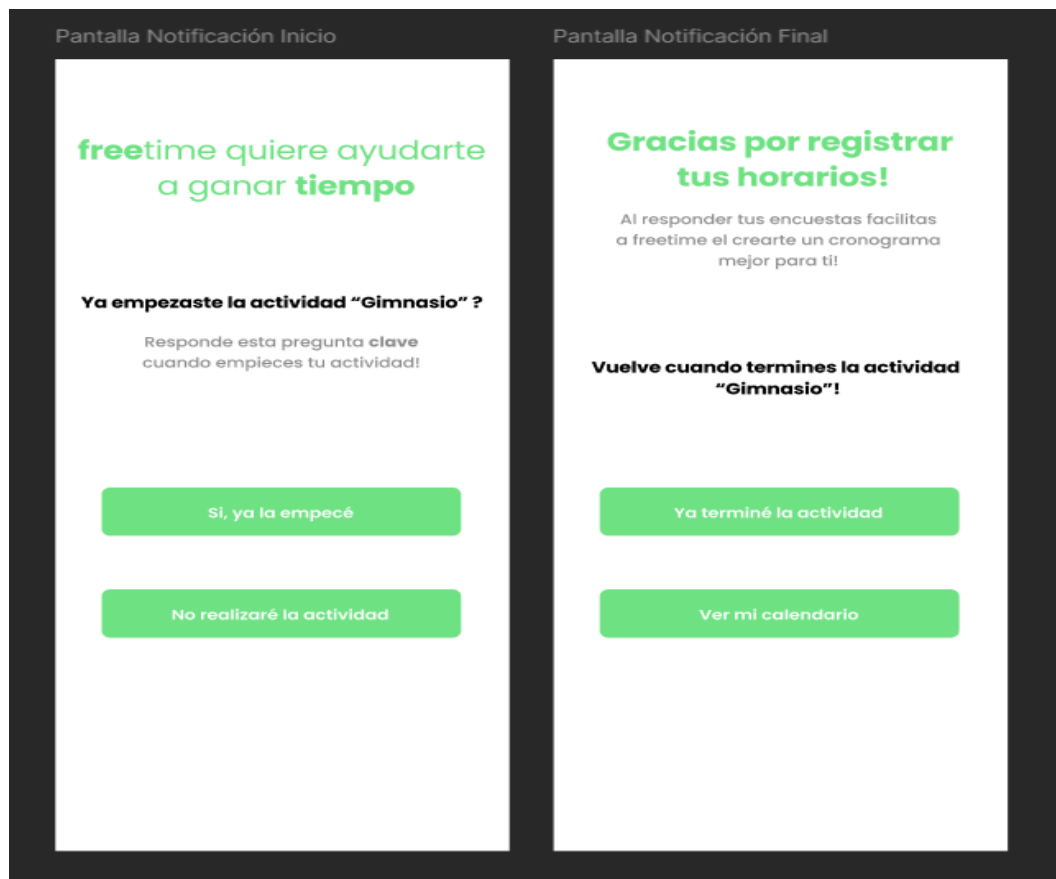 Pantalla Notificación Inicio
freetime quiere ayudarte
a ganar tiempo
Ya empezaste la actividad “Gimnasio” ?
Responde esta pregunta clave
cuando empieces tu actividad!
Si, ya la empecé
No realizaré la actividad
Pantalla Notificación Final
Gracias por registrar
tus horarios!
Al responder tus encuestas facilitas
a freetime el crearte un cronograma
mejor para ti!
Vuelve cuando termines la actividad
“Gimnasio”!
Ya terminé la actividad
Ver mi calendario